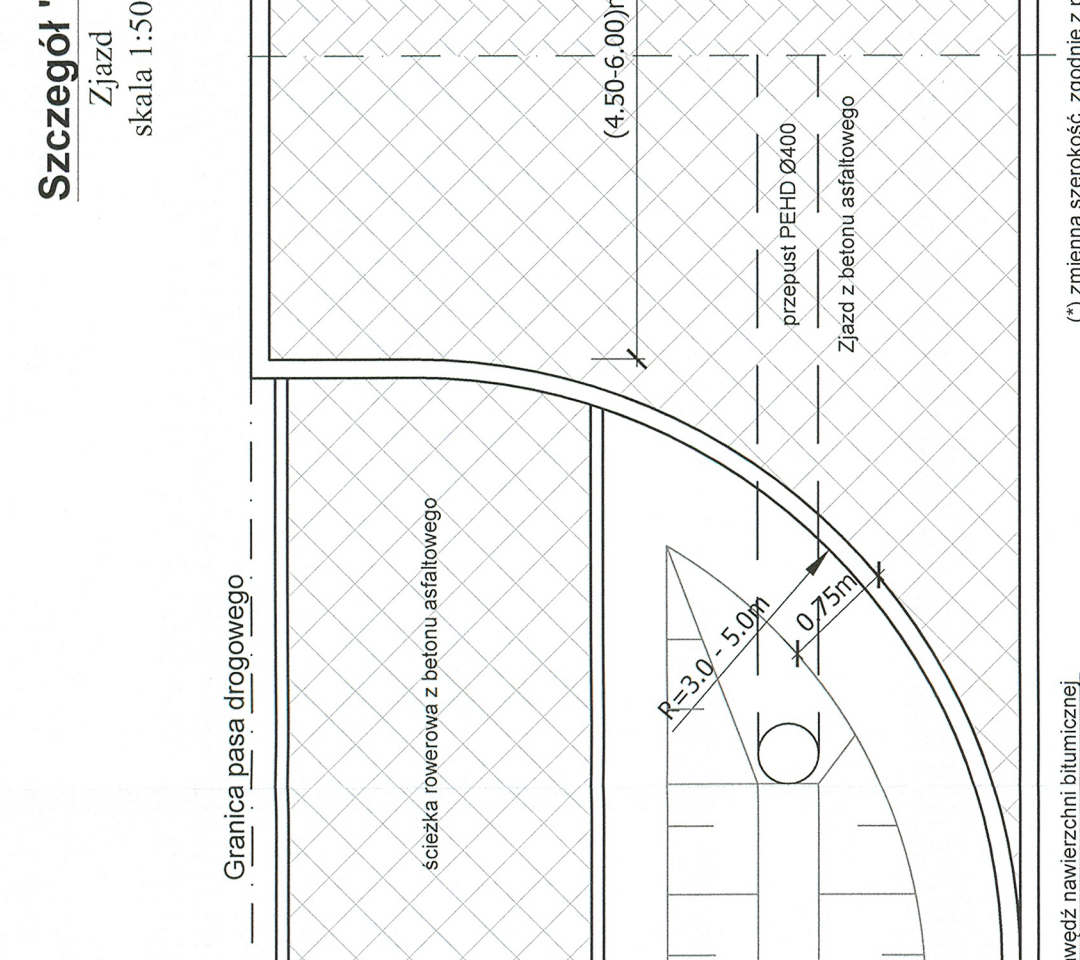 Szczegół "
Zjazd
skala 1:50
Granica pasa drogowego
ścieżka rowerowa z betonu asfaltowego
(4.50-6.00)
przepust PEHD Ø400
Zjazd z betonu asfaltowego
R=3.0 - 5.0m
0.75m
(*) zmienna szerokość, zgodnie z
nawierzchni bitumicznej